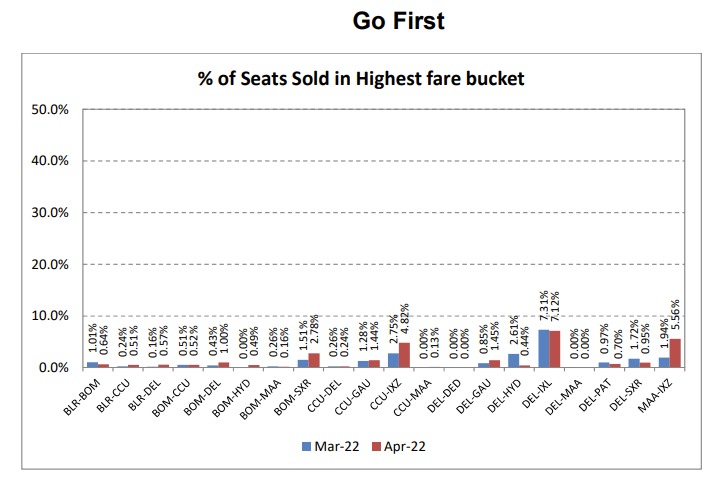 Go First
% of Seats Sold in Highest fare bucket
50.0%
40.0%
30.0%
20.0%
10.0%
0.0%
1.01% 0.64% 0.24% 0.51% 0.16% 0.57% 0.51% 0.52% 0.43% 1.00% 0.00% 0.49% 0.26% 0.16% 1.51% 2.78% 0.26% 0.24% 1.28% 1.44% 2.75% 4.82% 0.00% 0.13% 0.00% 0.00% 0.85% 1.45% 2.61% 0.44% 7.31% 7.12% 0.00% 0.00% 0.97% 0.70% 1.72% 0.95% 1.94% 5.56%
BLR-BOM BLR-CCU BLR-DEL BOM-CCU BOM-DEL BOM-HYD BOM-MAA BOM-SXR CCU-DEL CCU-GAU CCU-IXZ CCU-MAA DEL-DED DEL-GAU DEL-HYD DEL-IXL DEL-MAA DEL-PAT DEL-SXR MAA-IXZ
Mar-22 Apr-22